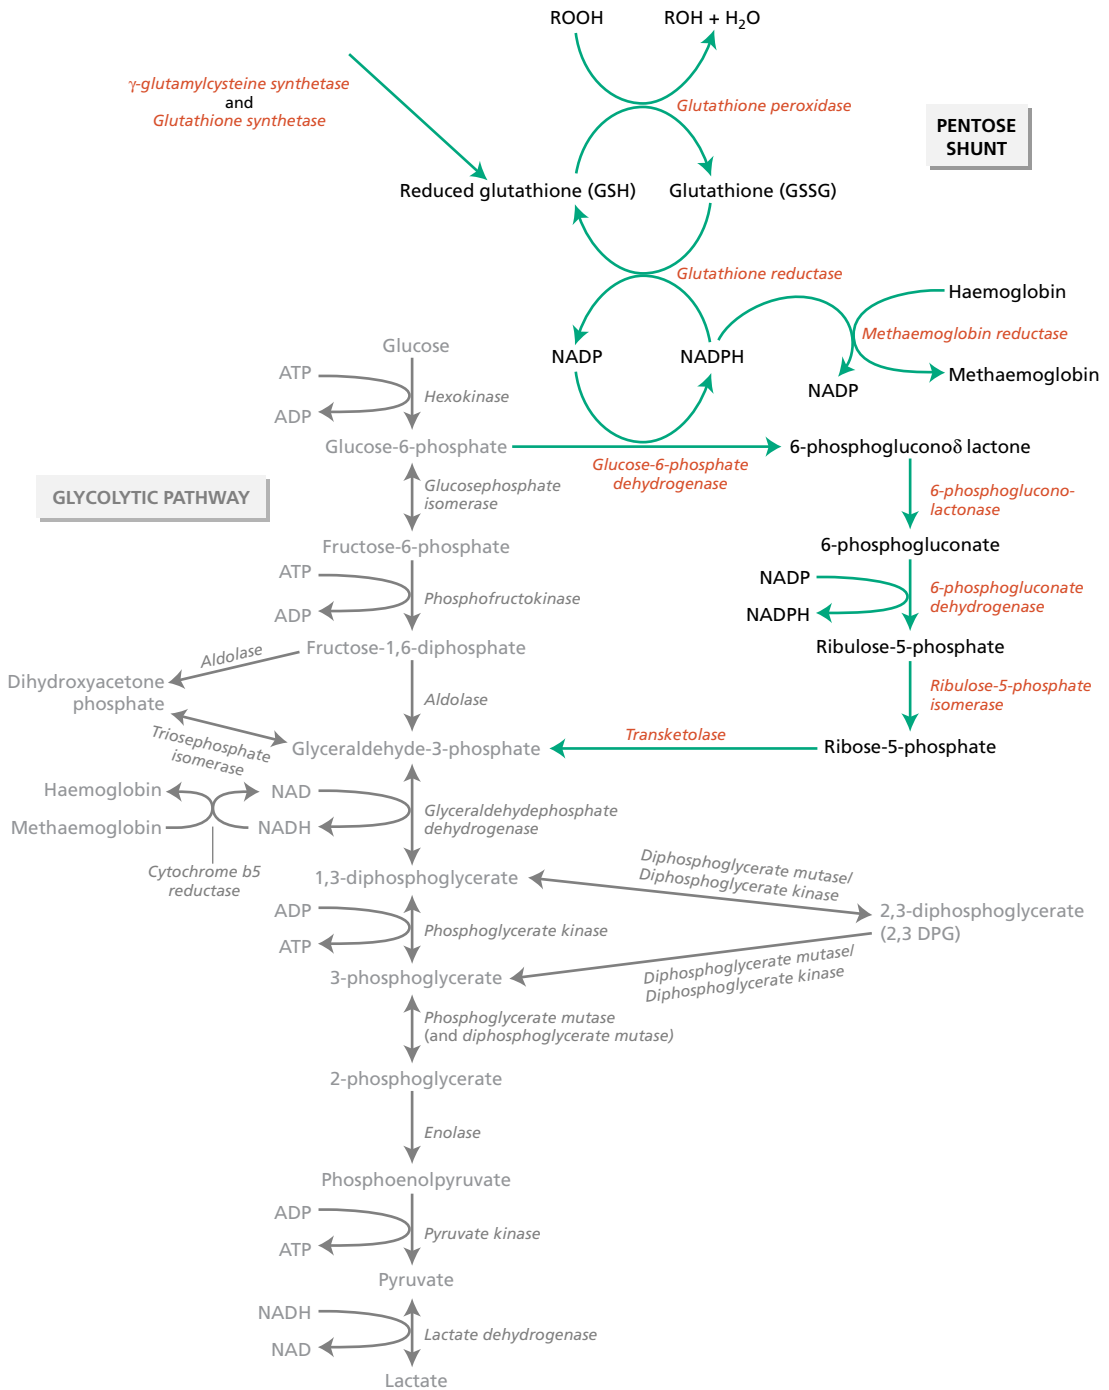 ROOH
ROH + H₂O
γ-glutamylcysteine synthetase
and
Glutathione synthetase
Glutathione peroxidase
PENTOSE
SHUNT
Reduced glutathione (GSH)
Glutathione (GSSG)
Glutathione reductase
Haemoglobin
Methaemoglobin reductase
Methaemoglobin
NADP
NADPH
NADP
Glucose
ATP
ADP
Hexokinase
Glucose-6-phosphate
Glucose-6-phosphate
dehydrogenase
6-phosphogluconoδ lactone
GLYCOLYTIC PATHWAY
Glucosephosphate
isomerase
6-phosphoglucono-
lactonase
Fructose-6-phosphate
6-phosphogluconate
ATP
ADP
Phosphofructokinase
NADP
NADPH
6-phosphogluconate
dehydrogenase
Fructose-1,6-diphosphate
Ribulose-5-phosphate
Aldolase
Dihydroxyacetone
phosphate
Aldolase
Ribulose-5-phosphate
isomerase
Triosephosphate
isomerase
Glyceraldehyde-3-phosphate
Transketolase
Ribose-5-phosphate
Haemoglobin
Methaemoglobin
NAD
NADH
Glyceraldehydephosphate
dehydrogenase
Cytochrome b5
reductase
1,3-diphosphoglycerate
Diphosphoglycerate mutase/
Diphosphoglycerate kinase
2,3-diphosphoglycerate
(2,3 DPG)
ADP
ATP
Phosphoglycerate kinase
3-phosphoglycerate
Diphosphoglycerate mutase/
Diphosphoglycerate kinase
Phosphoglycerate mutase
(and diphosphoglycerate mutase)
2-phosphoglycerate
Enolase
Phosphoenolpyruvate
ADP
ATP
Pyruvate kinase
Pyruvate
NADH
NAD
Lactate dehydrogenase
Lactate